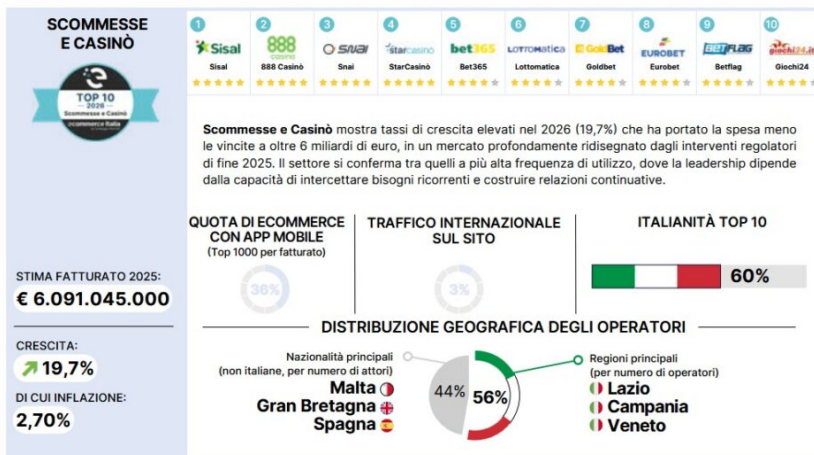 SCOMMESSE
E CASINÒ
TOP 10
2026
Scommesse e Casinò
ecommerce Italia
1 2 3 4 5 6 7 8 9 10
Sisal 888 casino SNAI starcasinò bet365 LOTTOMATICA GoldBet EUROBET BETFLAG giochi24.it
Sisal 888 Casinò Snai StarCasinò Bet365 Lottomatica Goldbet Eurobet Betflag Giochi24
Scommesse e Casinò mostra tassi di crescita elevati nel 2026 (19,7%) che ha portato la spesa meno
le vincite a oltre 6 miliardi di euro, in un mercato profondamente ridisegnato dagli interventi regolatori
di fine 2025. Il settore si conferma tra quelli a più alta frequenza di utilizzo, dove la leadership dipende
dalla capacità di intercettare bisogni ricorrenti e costruire relazioni continuative.
QUOTA DI ECOMMERCE
CON APP MOBILE
(Top 1000 per fatturato)
36%
TRAFFICO INTERNAZIONALE
SUL SITO
3%
ITALIANITÀ TOP 10
60%
STIMA FATTURATO 2025:
€ 6.091.045.000
CRESCITA:
19,7%
DI CUI INFLAZIONE:
2,70%
DISTRIBUZIONE GEOGRAFICA DEGLI OPERATORI
Nazionalità principali
(non italiane, per numero di attori)
Malta
Gran Bretagna
Spagna
44% 56%
Regioni principali
(per numero di operatori)
Lazio
Campania
Veneto